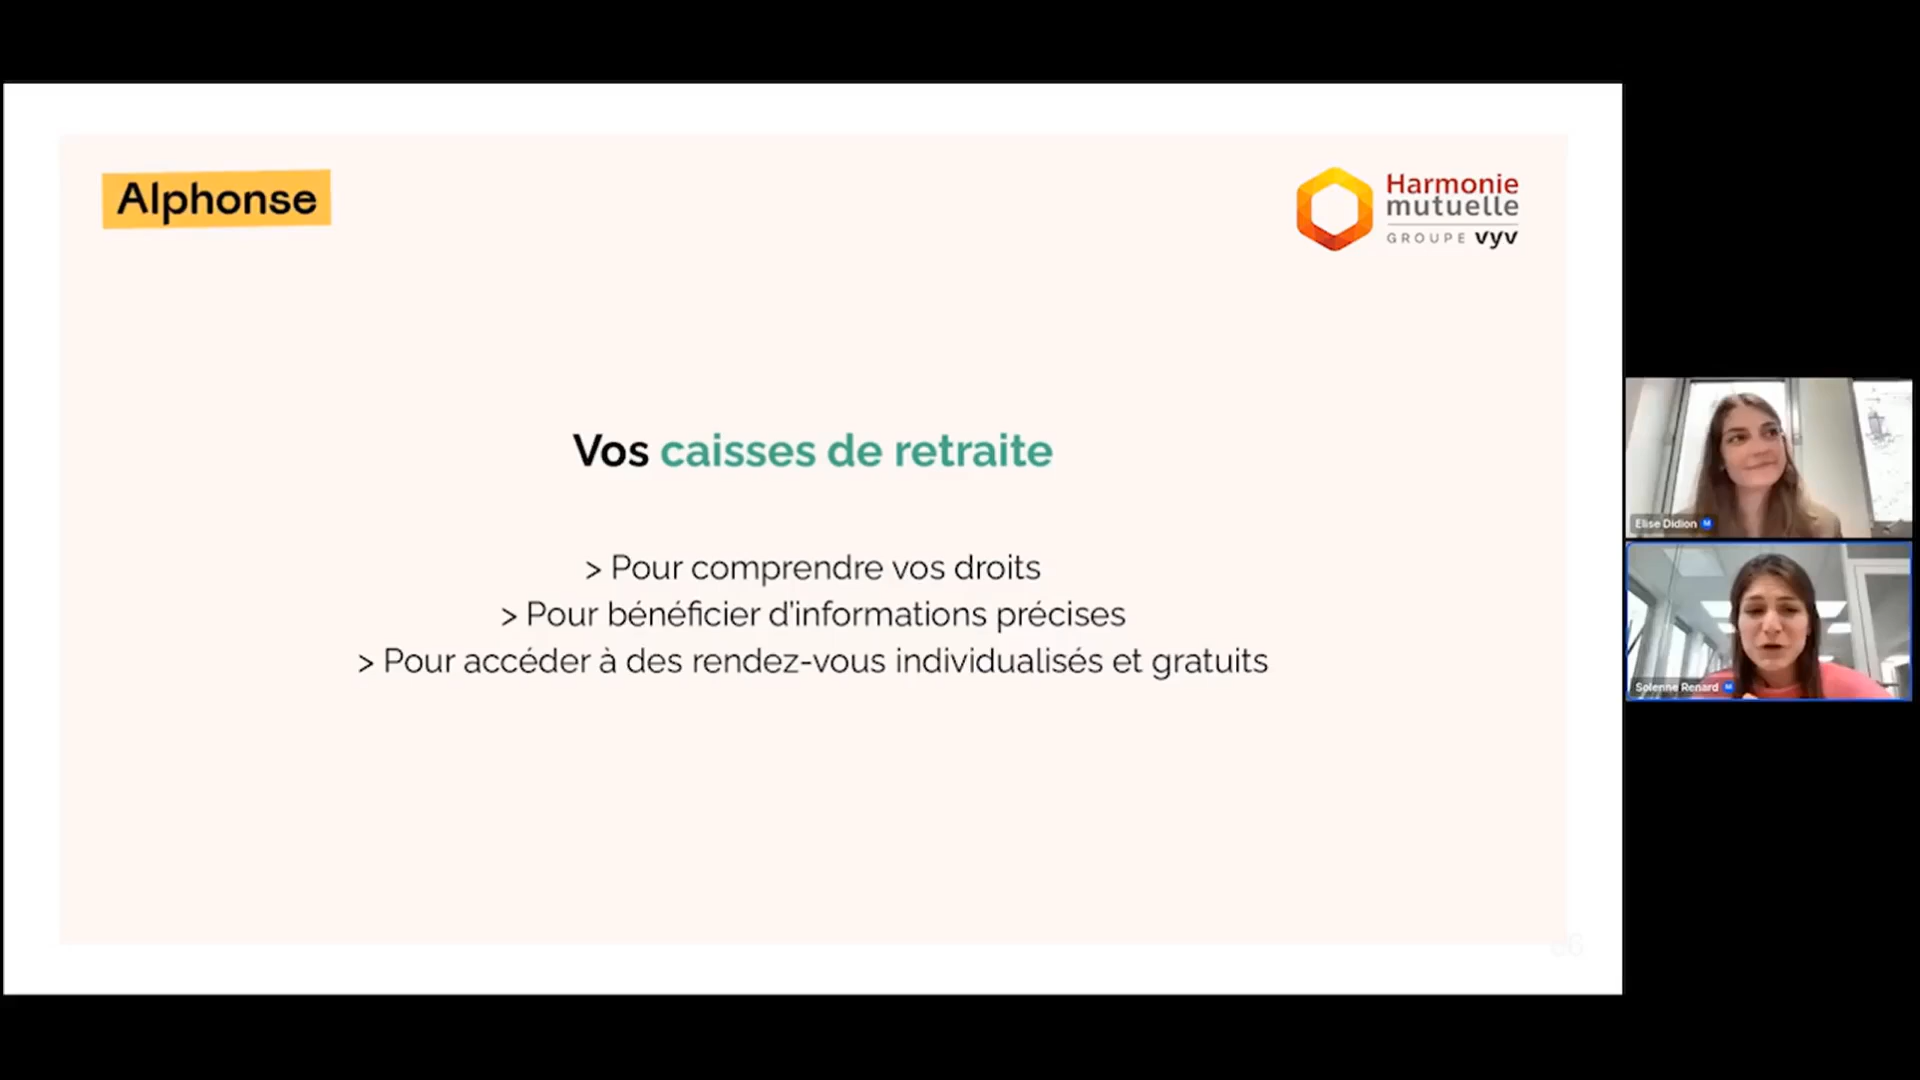 Alphonse
Harmonie
mutuelle
GROUPE vyv
Vos caisses de retraite
> Pour comprendre vos droits
> Pour bénéficier d'informations précises
> Pour accéder à des rendez-vous individualisés et gratuits
Elise Didion
Solenne Renard